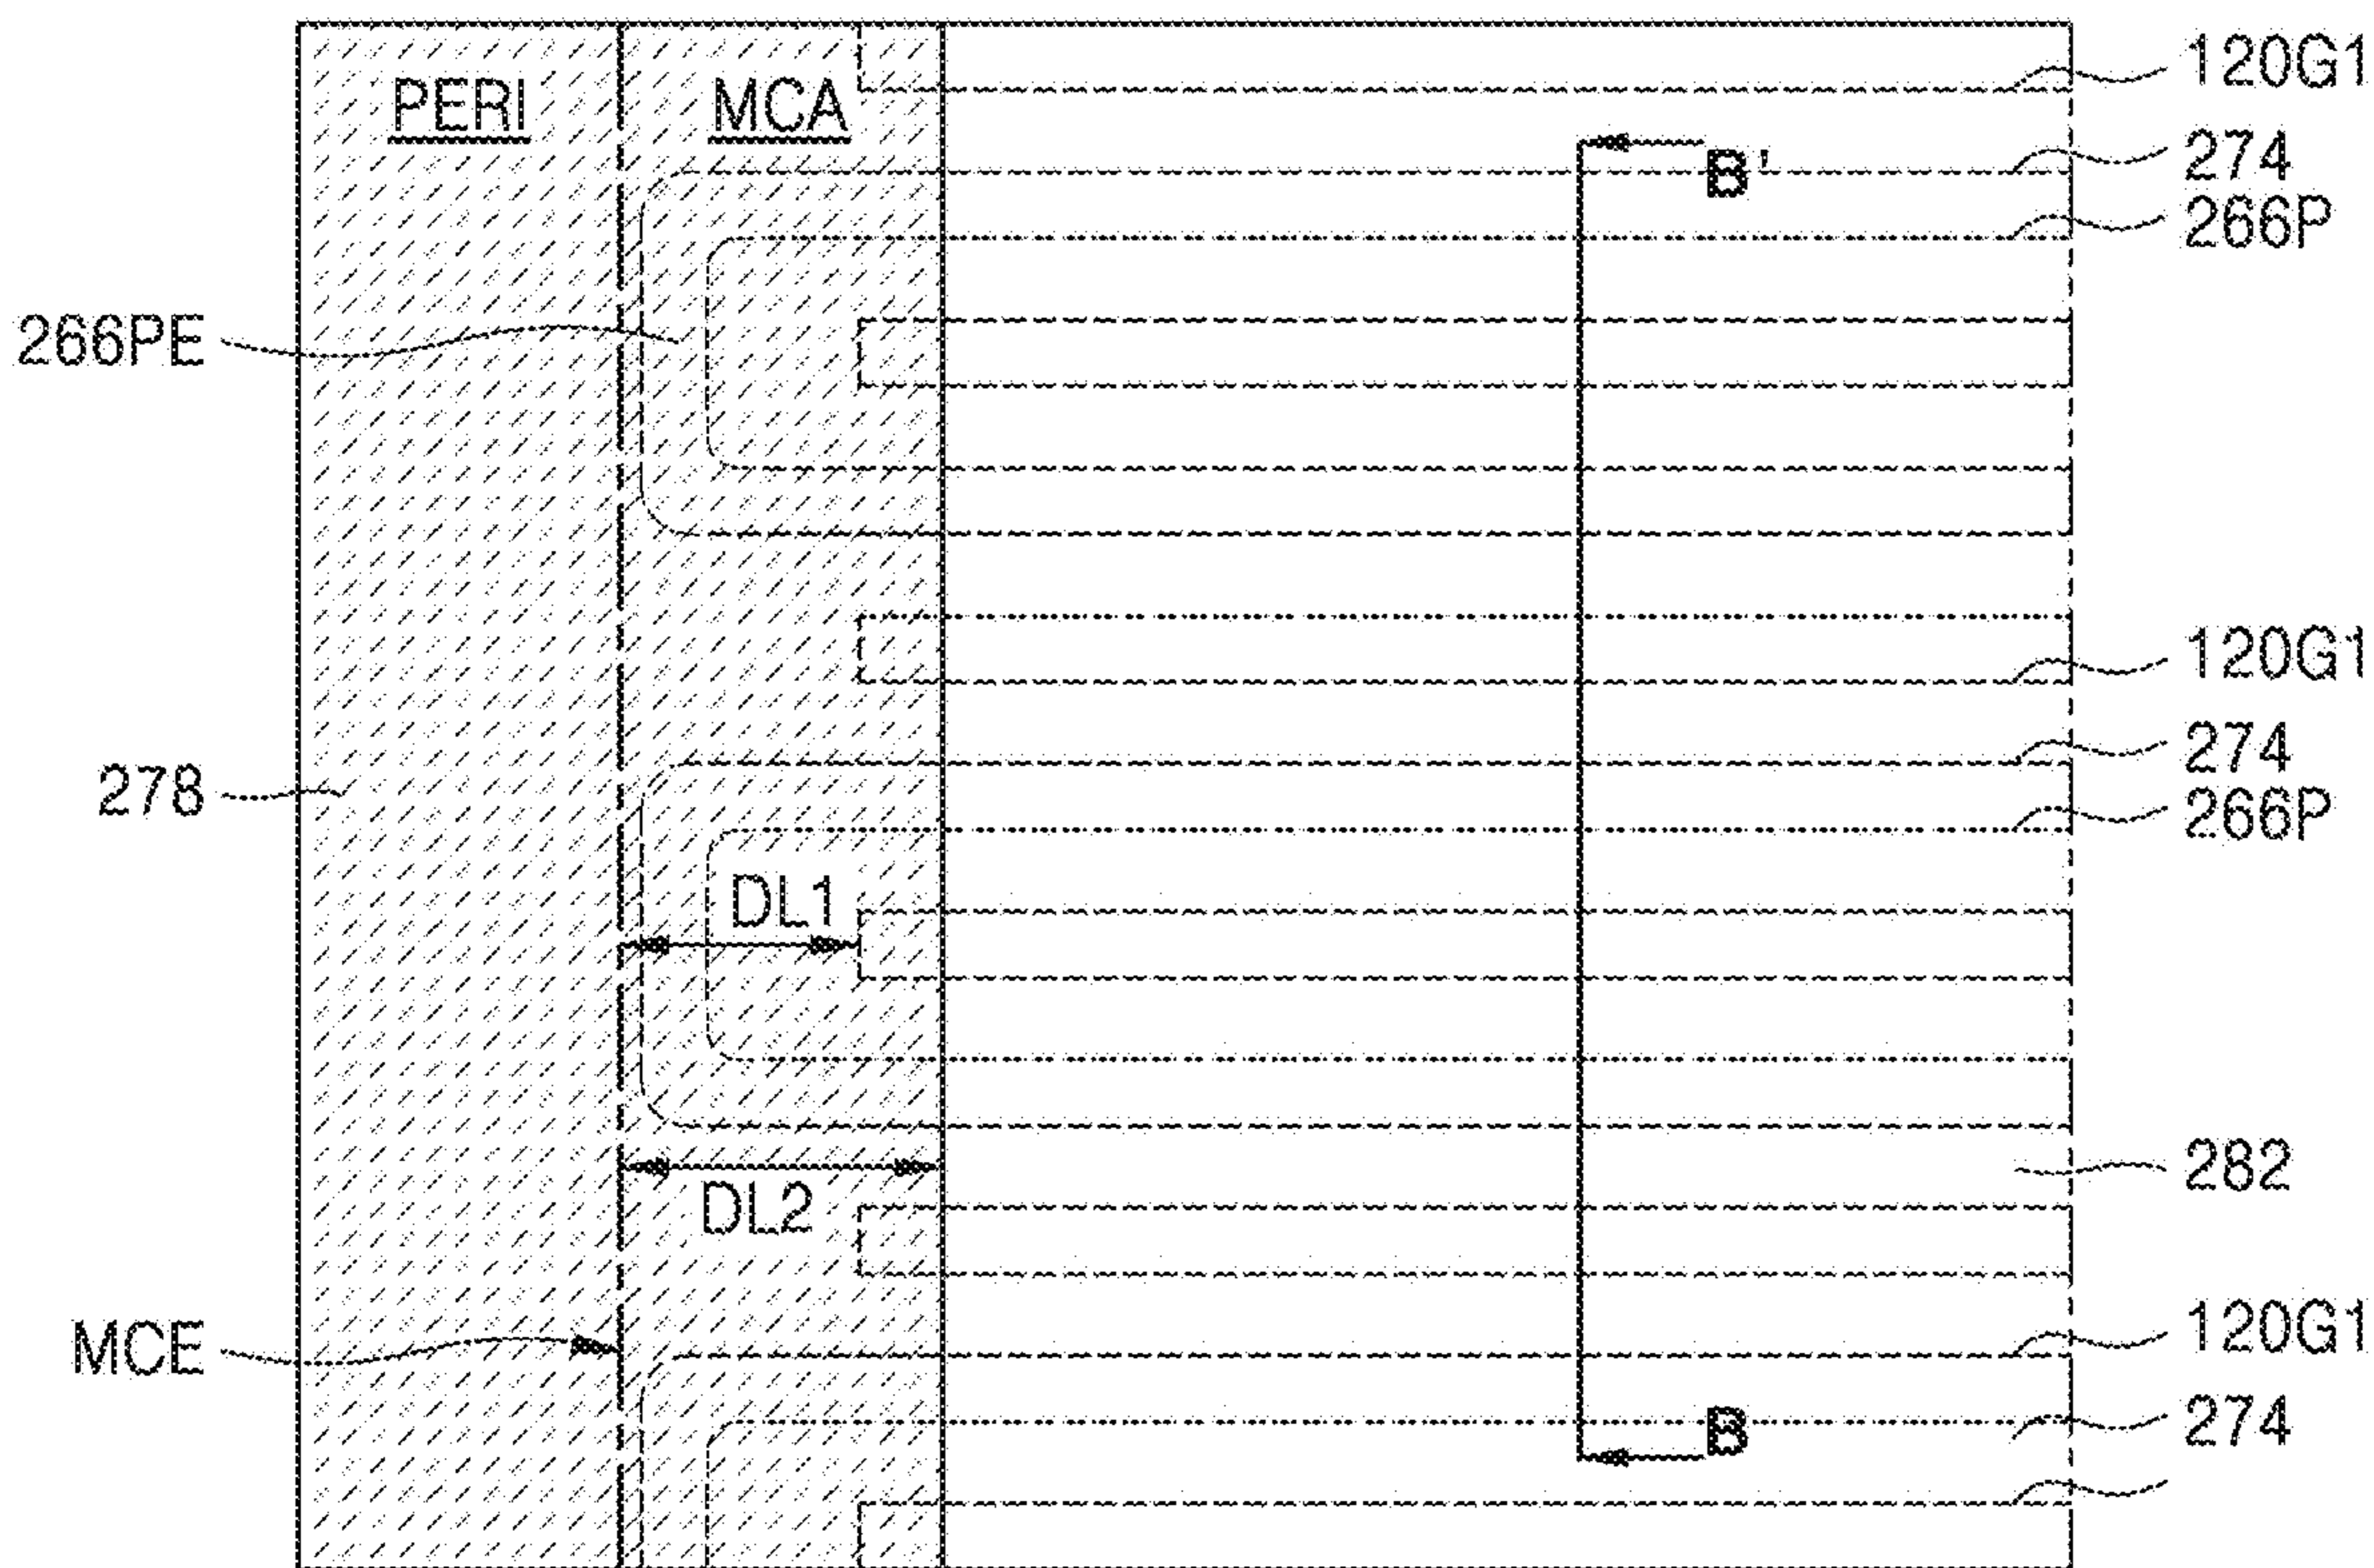 PERI MCA 120G1
B' 274
266P
266PE
120G1
274
278 266P
DL1
282
DL2
MCE 120G1
B 274